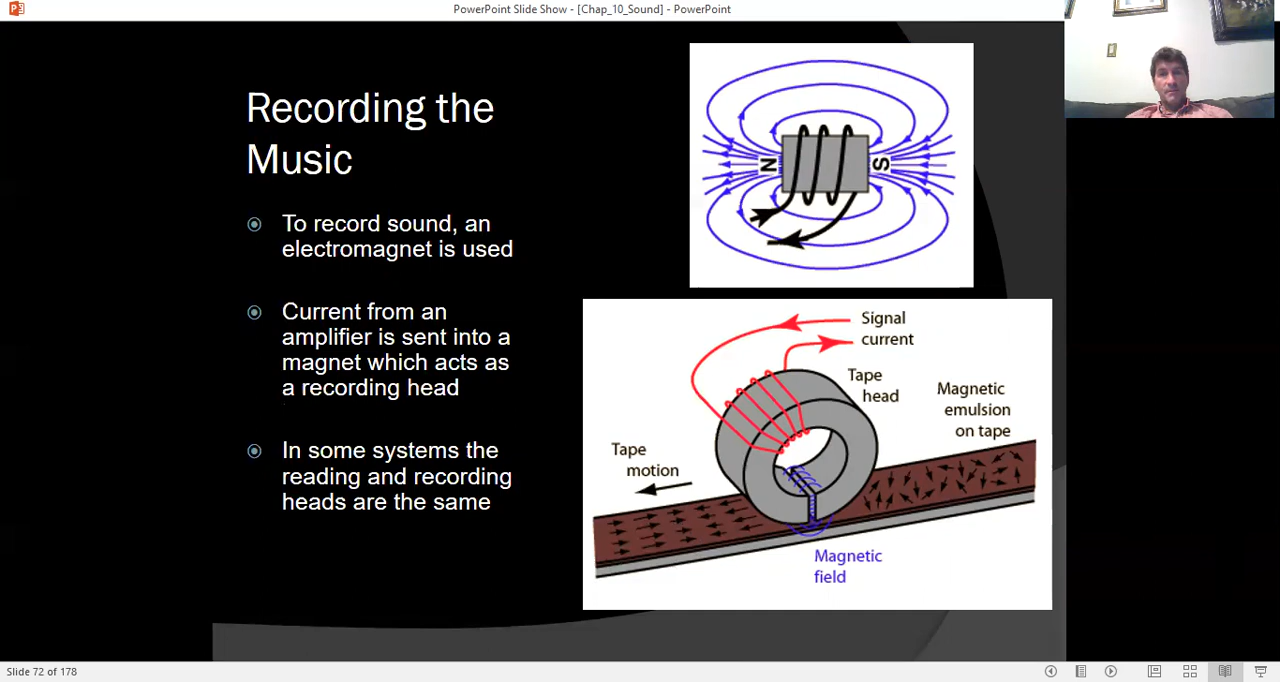 PowerPoint Slide Show - [Chap_10_Sound] - PowerPoint
Recording the
Music
To record sound, an
electromagnet is used
Current from an
amplifier is sent into a
magnet which acts as
a recording head
In some systems the
reading and recording
heads are the same
N
S
Signal
current
Tape
head
Magnetic
emulsion
on tape
Tape
motion
Magnetic
field
Slide 72 of 178